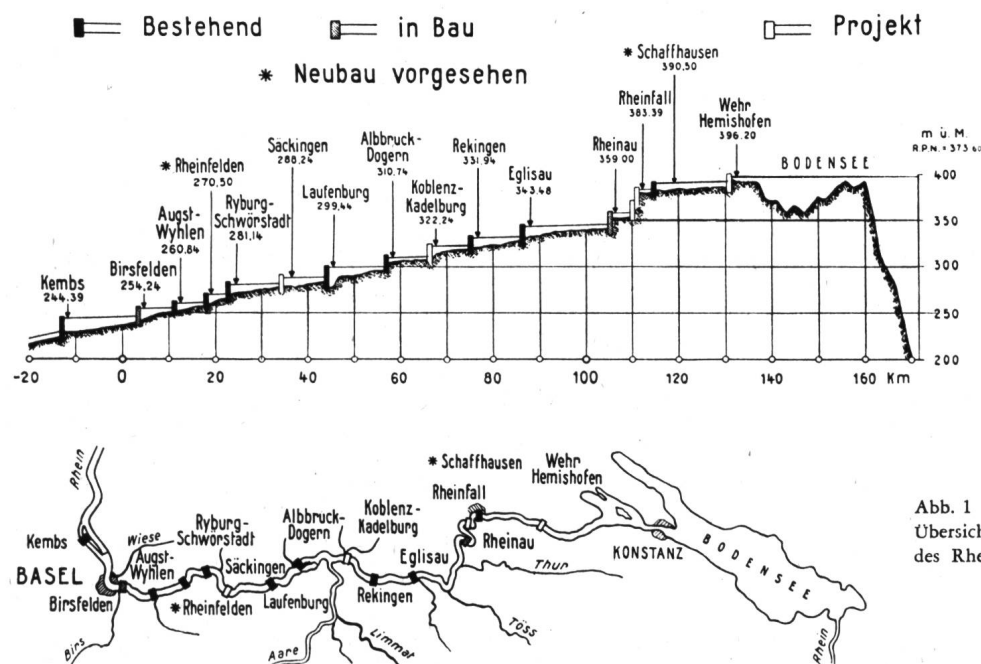 Bestehend in Bau Projekt
* Neubau vorgesehen
* Schaffhausen
390,50
Rheinfall
383.39
Wehr
Hemishofen
396.20
m ü. M.
R.P.N. = 373 60
BODENSEE
Säckingen
288,24
Albbruck-
Dogern
310,74
Rekingen
331,94
Rheinau
359 00
* Rheinfelden
270,50
Laufenburg
299,44
Eglisau
343,48
Augst-
Wyhlen
260,84
Ryburg-
Schwörstadt
281,14
Koblenz-
Kadelburg
322,24
Kembs
244.39
Birsfelden
254,24
400
350
300
250
200
-20 0 20 40 60 80 100 120 140 160 Km
Rhein
* Schaffhausen
Rheinfall
Wehr
Hemishofen
Kembs
Wiese
Ryburg-
Schwörstadt
Albbruck-
Dogern
Koblenz-
Kadelburg
Augst-
Wyhlen
Säckingen
Eglisau
Rheinau
KONSTANZ
BODENSEE
BASEL
Birsfelden
* Rheinfelden
Laufenburg
Rekingen
Thur
Töss
Birs
Aare
Limmat
Rhein
Abb. 1
Übersich
des Rhe